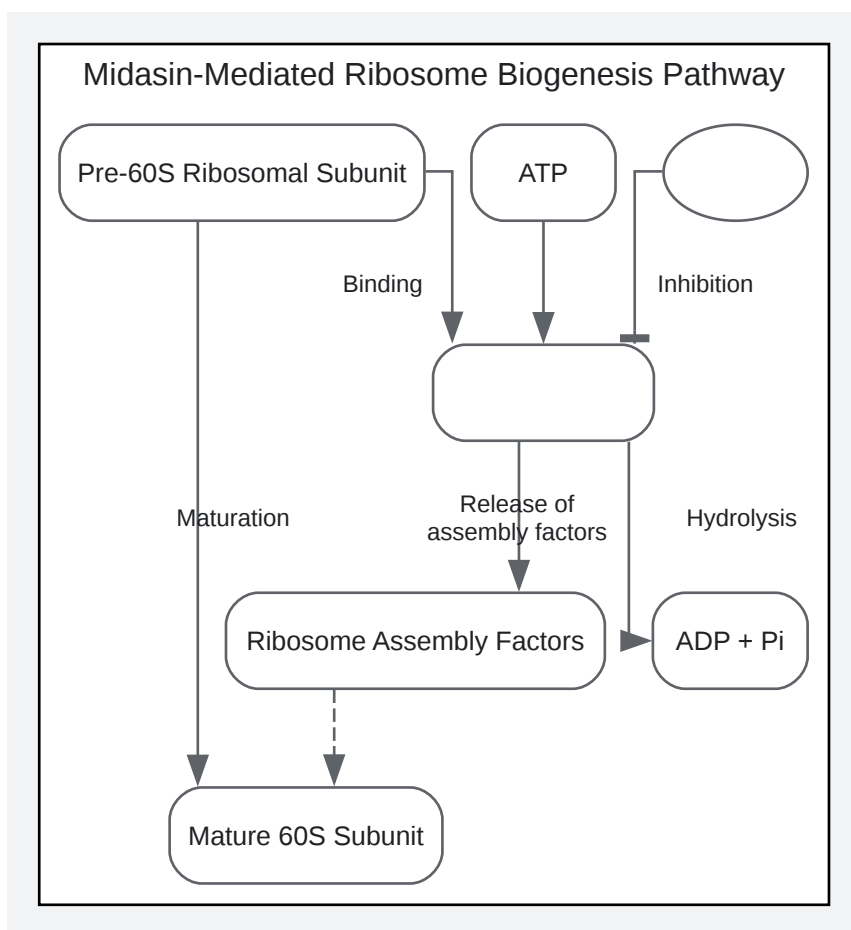 Midasin-Mediated Ribosome Biogenesis Pathway
Pre-60S Ribosomal Subunit
ATP
Binding
Inhibition
Maturation
Release of
assembly factors
Hydrolysis
Ribosome Assembly Factors
ADP + Pi
Mature 60S Subunit